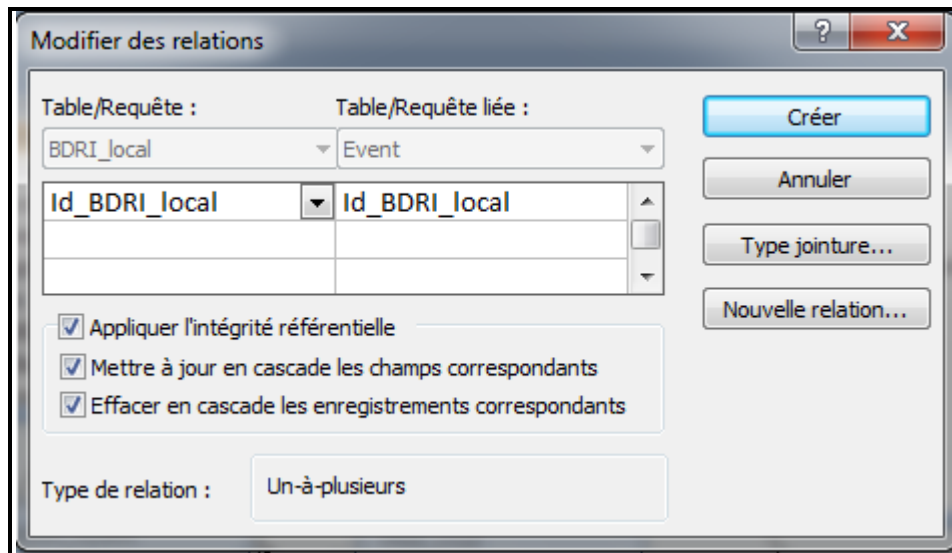 Modifier des relations
Table/Requête : Table/Requête liée :
BDRI_local Event
Id_BDRI_local Id_BDRI_local
Appliquer l'intégrité référentielle
Mettre à jour en cascade les champs correspondants
Effacer en cascade les enregistrements correspondants
Type de relation : Un-à-plusieurs
Créer
Annuler
Type jointure...
Nouvelle relation...